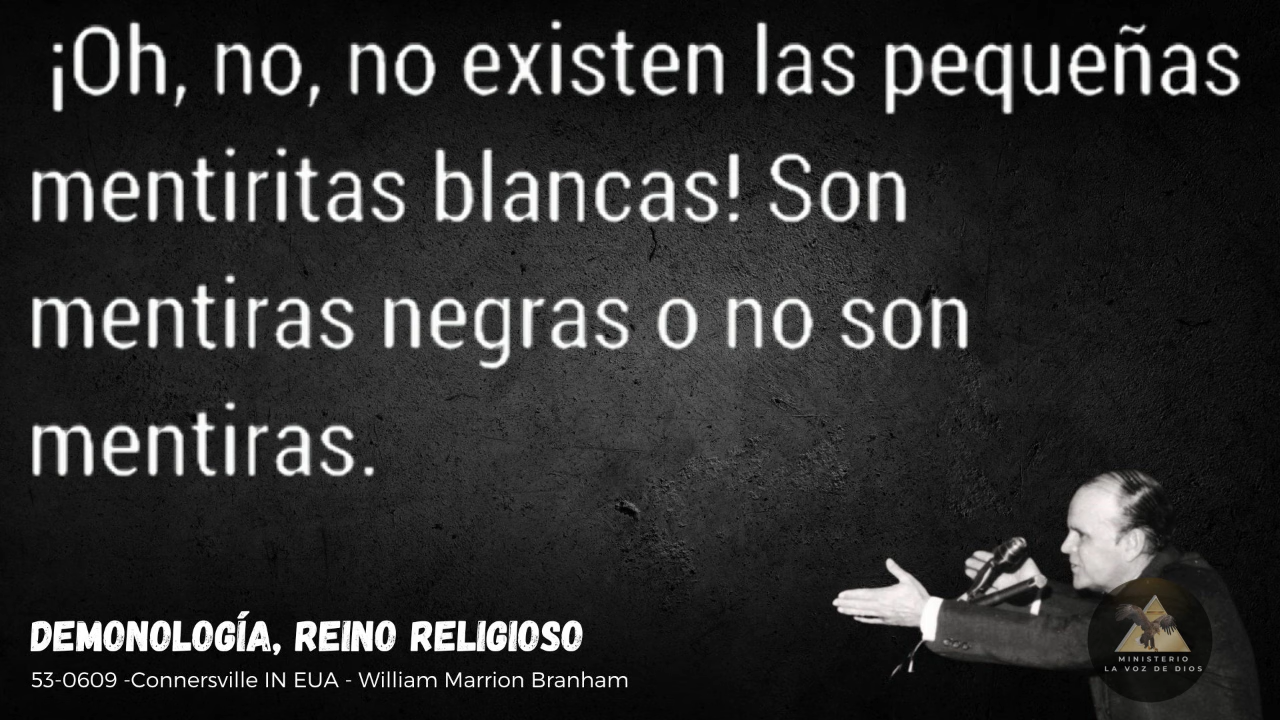 ¡Oh, no, no existen las pequeñas
mentiritas blancas! Son
mentiras negras o no son
mentiras.
DEMONOLOGÍA, REINO RELIGIOSO
53-0609 -Connersville IN EUA - William Marrion Branham
MINISTERIO
LA VOZ DE DIOS